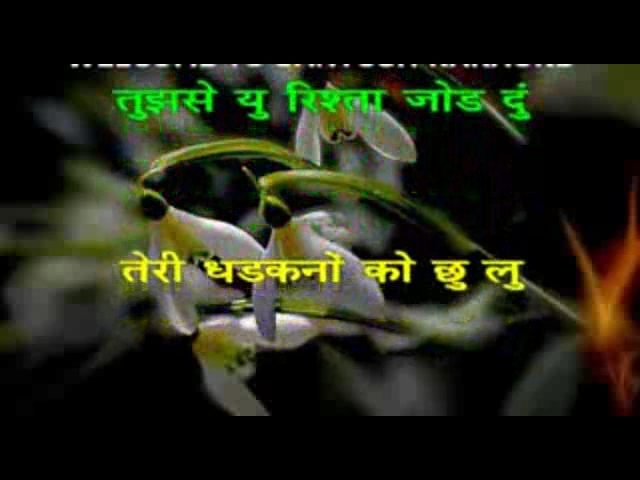 तुझसे यु रिश्ता जोड दुं
तेरी धडकनों को छु लु